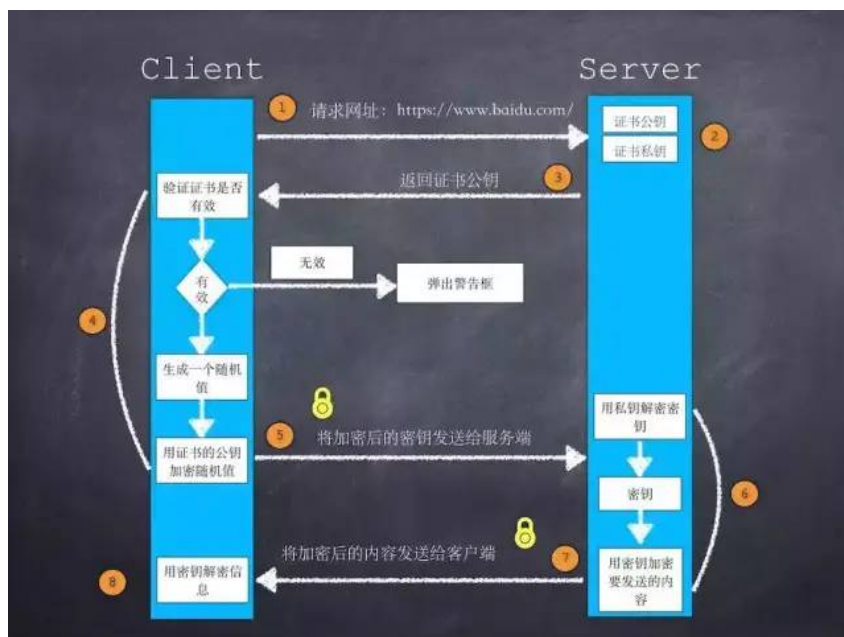 Client
Server
1
请求网址：https://www.baidu.com/
证书公钥
证书私钥
2
返回证书公钥
3
验证证书是否
有效
有
效
无效
弹出警告框
4
生成一个随机
值
用证书的公钥
加密随机值
5
将加密后的密钥发送给服务端
用私钥解密密
钥
密钥
6
用密钥加密
要发送的内
容
将加密后的内容发送给客户端
7
用密钥解密信
息
8